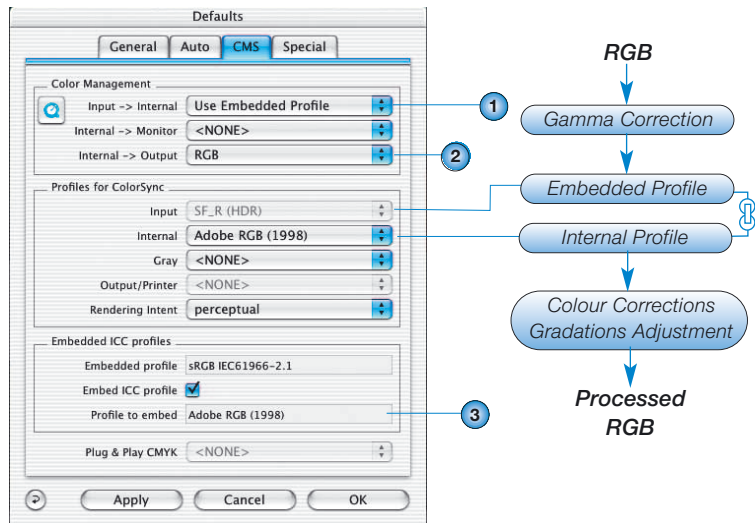 Defaults
General Auto CMS Special
Color Management
Input -> Internal Use Embedded Profile
Internal -> Monitor <NONE>
Internal -> Output RGB
Profiles for ColorSync
Input SF_R (HDR)
Internal Adobe RGB (1998)
Gray <NONE>
Output/Printer <NONE>
Rendering Intent perceptual
Embedded ICC profiles
Embedded profile sRGB IEC61966-2.1
Embed ICC profile
Profile to embed Adobe RGB (1998)
Plug & Play CMYK <NONE>
Apply Cancel OK
1
2
3
RGB
Gamma Correction
Embedded Profile
Internal Profile
Colour Corrections
Gradations Adjustment
Processed
RGB